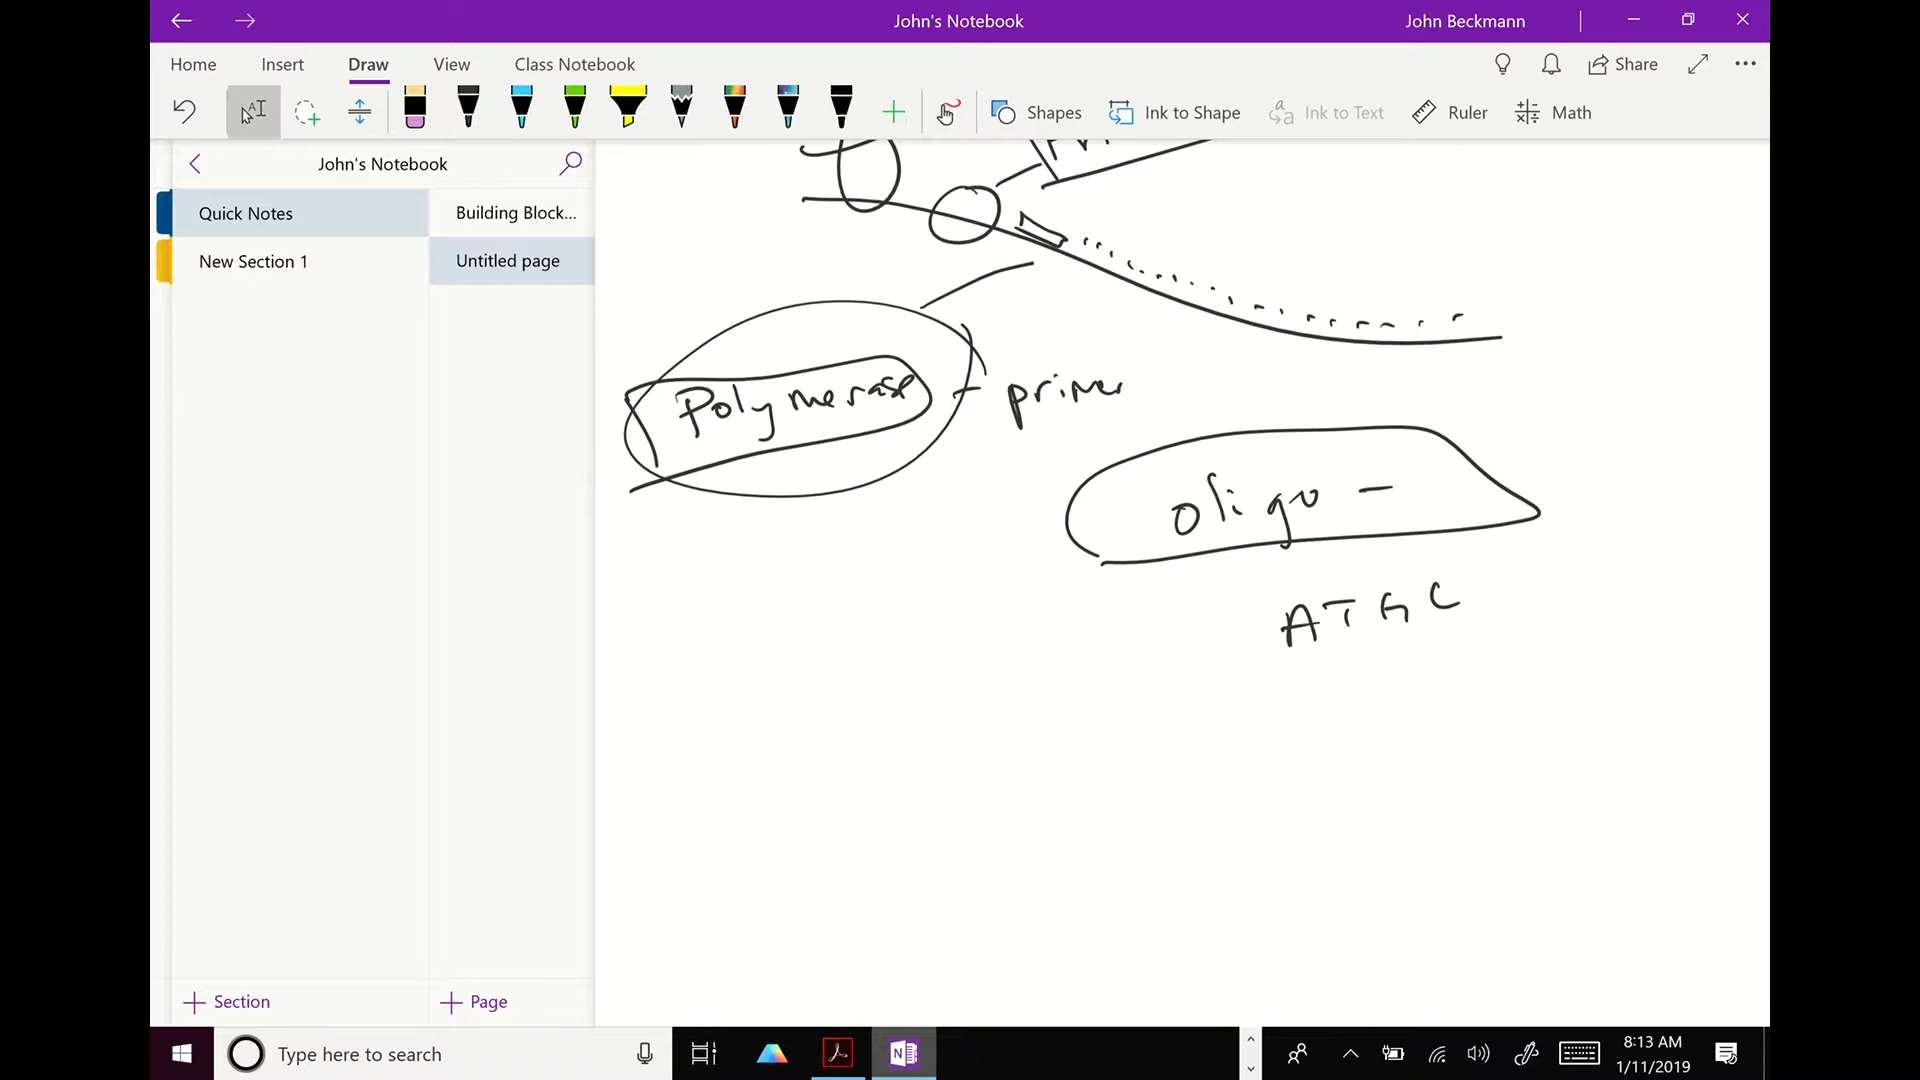 John's Notebook
John Beckmann
Home Insert Draw View Class Notebook
Share
Shapes Ink to Shape Ink to Text Ruler Math
John's Notebook
Quick Notes
New Section 1
Building Block...
Untitled page
Polymerase - primer
oligo -
ATGC
Section
Page
Type here to search
8:13 AM
1/11/2019